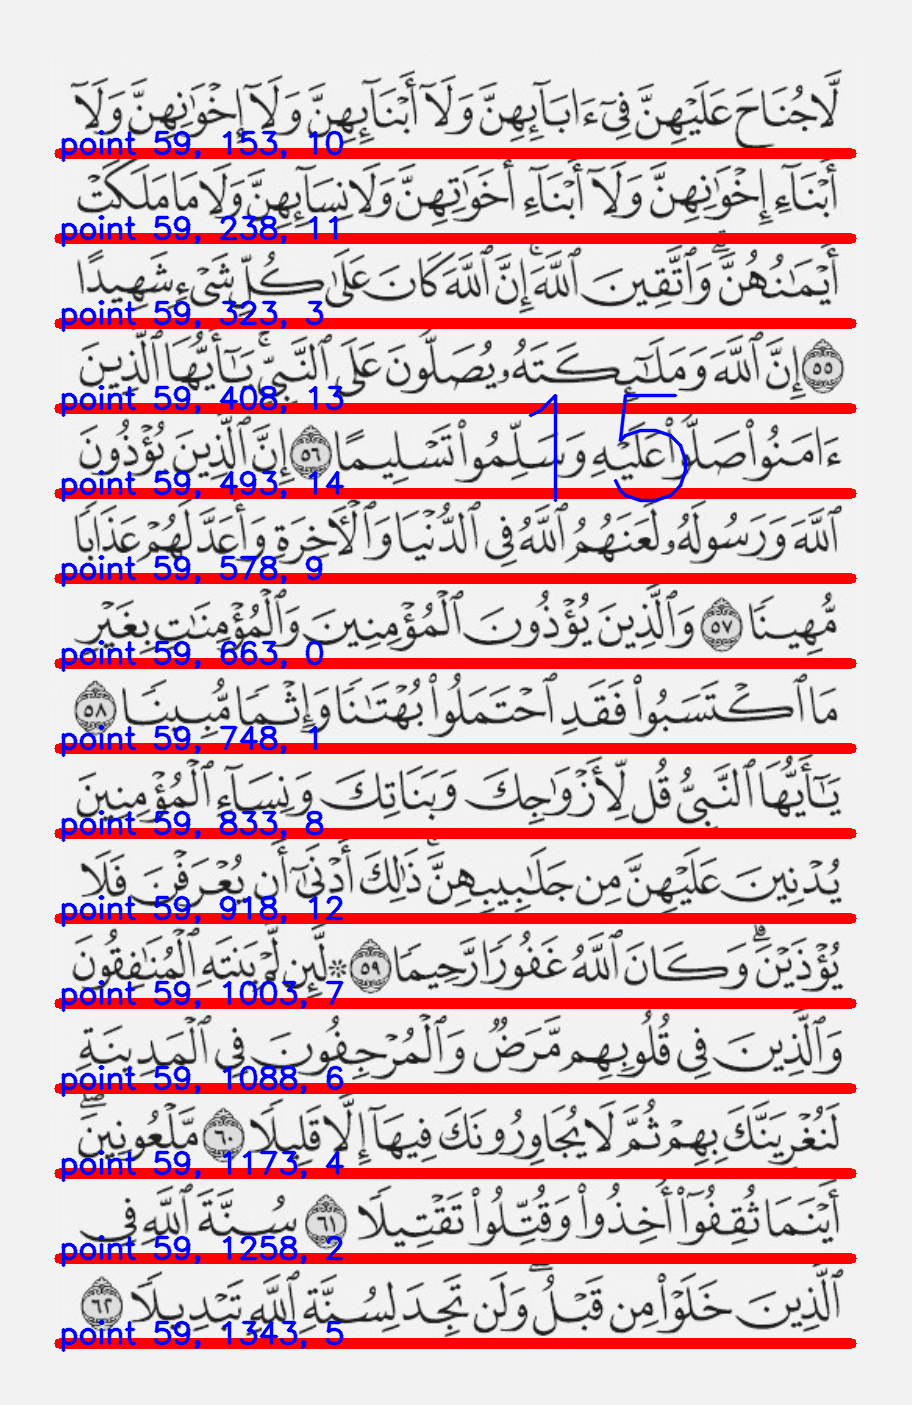 لَّا جُنَاحَ عَلَيْهِنَّ فِىٓ ءَابَآئِهِنَّ وَلَآ أَبْنَآئِهِنَّ وَلَآ إِخْوَٰنِهِنَّ وَلَآ
point 59, 153, 10
أَبْنَآءِ إِخْوَٰنِهِنَّ وَلَآ أَبْنَآءِ أَخَوَٰتِهِنَّ وَلَا نِسَآئِهِنَّ وَلَا مَا مَلَكَتْ
point 59, 238, 11
أَيْمَٰنُهُنَّ ۗ وَٱتَّقِينَ ٱللَّهَ ۚ إِنَّ ٱللَّهَ كَانَ عَلَىٰ كُلِّ شَىْءٍ شَهِيدًا
point 59, 323, 3
٥٥ إِنَّ ٱللَّهَ وَمَلَٰٓئِكَتَهُۥ يُصَلُّونَ عَلَى ٱلنَّبِىِّ ۚ يَٰٓأَيُّهَا ٱلَّذِينَ
point 59, 408, 13
15
ءَامَنُوا۟ صَلُّوا۟ عَلَيْهِ وَسَلِّمُوا۟ تَسْلِيمًا ٥٦ إِنَّ ٱلَّذِينَ يُؤْذُونَ
point 59, 493, 14
ٱللَّهَ وَرَسُولَهُۥ لَعَنَهُمُ ٱللَّهُ فِى ٱلدُّنْيَا وَٱلْءَاخِرَةِ وَأَعَدَّ لَهُمْ عَذَابًا
point 59, 578, 9
مُّهِينًا ٥٧ وَٱلَّذِينَ يُؤْذُونَ ٱلْمُؤْمِنِينَ وَٱلْمُؤْمِنَٰتِ بِغَيْرِ
point 59, 663, 0
مَا ٱكْتَسَبُوا۟ فَقَدِ ٱحْتَمَلُوا۟ بُهْتَٰنًا وَإِثْمًا مُّبِينًا ٥٨
point 59, 748, 1
يَٰٓأَيُّهَا ٱلنَّبِىُّ قُل لِّأَزْوَٰجِكَ وَبَنَاتِكَ وَنِسَآءِ ٱلْمُؤْمِنِينَ
point 59, 833, 8
يُدْنِينَ عَلَيْهِنَّ مِن جَلَٰبِيبِهِنَّ ۚ ذَٰلِكَ أَدْنَىٰٓ أَن يُعْرَفْنَ فَلَا
point 59, 918, 12
يُؤْذَيْنَ ۗ وَكَانَ ٱللَّهُ غَفُورًا رَّحِيمًا ٥٩ ۞ لَّئِن لَّمْ يَنتَهِ ٱلْمُنَٰفِقُونَ
point 59, 1003, 7
وَٱلَّذِينَ فِى قُلُوبِهِم مَّرَضٌ وَٱلْمُرْجِفُونَ فِى ٱلْمَدِينَةِ
point 59, 1088, 6
لَنُغْرِيَنَّكَ بِهِمْ ثُمَّ لَا يُجَاوِرُونَكَ فِيهَآ إِلَّا قَلِيلًا ٦٠ مَّلْعُونِينَ ۖ
point 59, 1173, 4
أَيْنَمَا ثُقِفُوٓا۟ أُخِذُوا۟ وَقُتِّلُوا۟ تَقْتِيلًا ٦١ سُنَّةَ ٱللَّهِ فِى
point 59, 1258, 2
ٱلَّذِينَ خَلَوْا۟ مِن قَبْلُ ۖ وَلَن تَجِدَ لِسُنَّةِ ٱللَّهِ تَبْدِيلًا ٦٢
point 59, 1343, 5